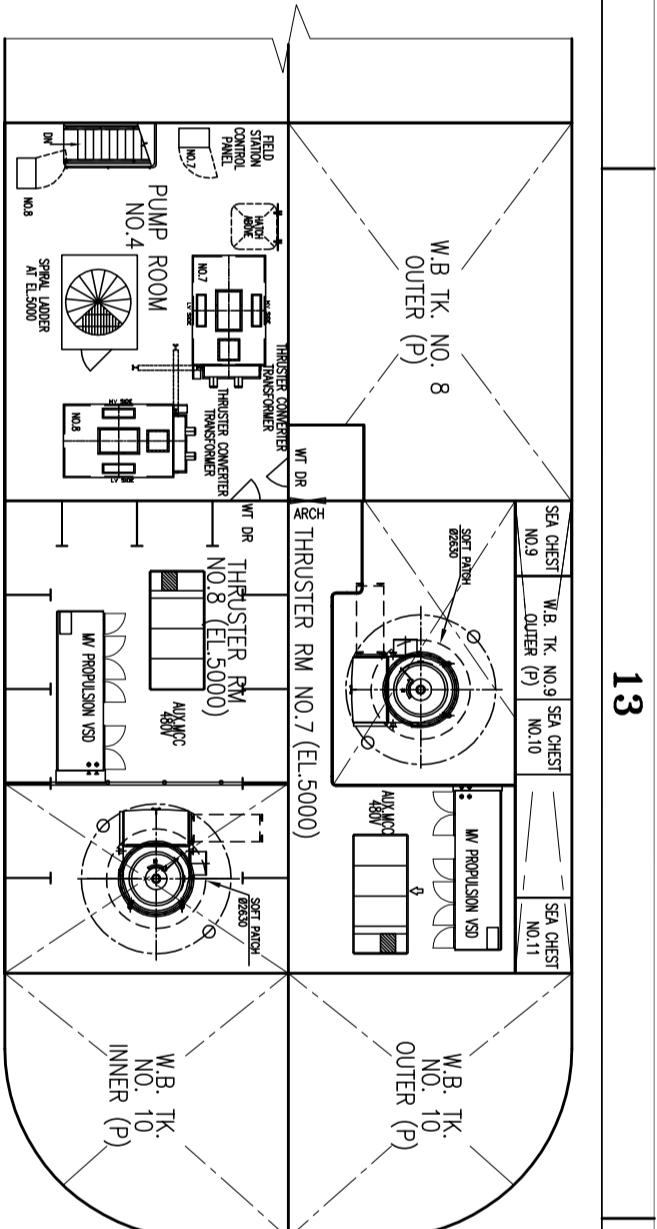 13
W.B TK. NO. 8
OUTER (P)
SEA CHEST
NO.9
W.B. TK. NO.9
OUTER (P)
SEA CHEST
NO.10
SEA CHEST
NO.11
SOFT PATCH
Ø2630
MV PROPULSION VSD
AUX.MCC
480V
WT DR
ARCH
THRUSTER RM NO.7 (EL.5000)
W.B. TK.
NO. 10
OUTER (P)
FIELD
STATION
CONTROL
PANEL
NO.7
DN
NO.8
HATCH
ABOVE
PUMP ROOM
NO.4
NO.7
LV SIDE
HV SIDE
THRUSTER CONVERTER
TRANSFORMER
SPIRAL LADDER
AT EL.5000
NO.8
HV SIDE
LV SIDE
THRUSTER CONVERTER
TRANSFORMER
WT DR
THRUSTER RM
NO.8 (EL.5000)
AUX.MCC
480V
MV PROPULSION VSD
SOFT PATCH
Ø2630
W.B. TK.
NO. 10
INNER (P)